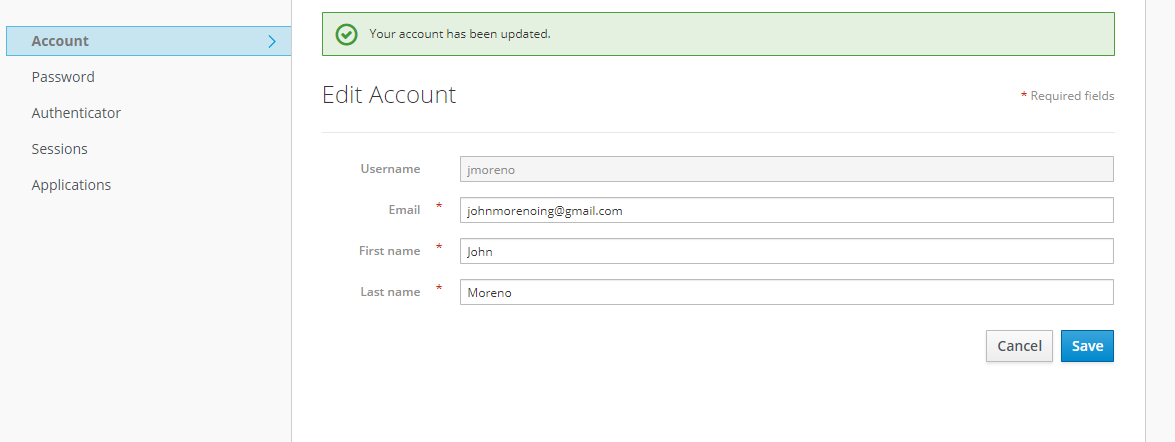 Account
Password
Authenticator
Sessions
Applications
Your account has been updated.
Edit Account
* Required fields
Username jmoreno
Email * johnmorenoing@gmail.com
First name * John
Last name * Moreno
Cancel Save